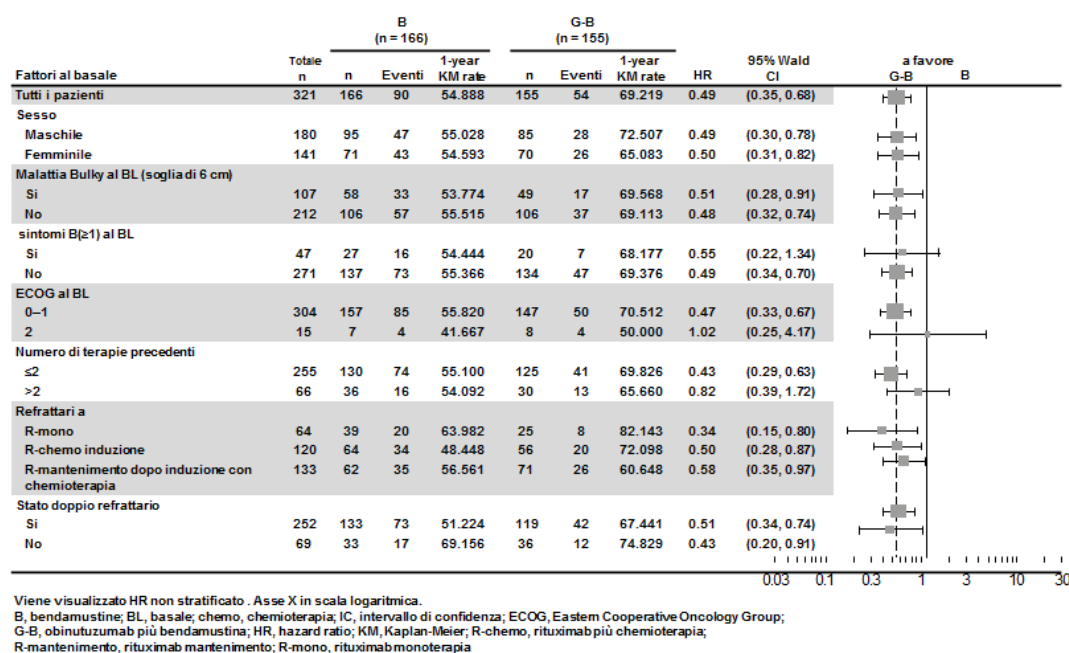 B G-B
(n = 166) (n = 155)
Totale 1-year 1-year 95% Wald a favore
Fattori al basale n n Eventi KM rate n Eventi KM rate HR CI G-B B
Tutti i pazienti 321 166 90 54.888 155 54 69.219 0.49 (0.35, 0.68)
Sesso
Maschile 180 95 47 55.028 85 28 72.507 0.49 (0.30, 0.78)
Femminile 141 71 43 54.593 70 26 65.083 0.50 (0.31, 0.82)
Malattia Bulky al BL (soglia di 6 cm)
Si 107 58 33 53.774 49 17 69.568 0.51 (0.28, 0.91)
No 212 106 57 55.515 106 37 69.113 0.48 (0.32, 0.74)
sintomi B(≥1) al BL
Si 47 27 16 54.444 20 7 68.177 0.55 (0.22, 1.34)
No 271 137 73 55.366 134 47 69.376 0.49 (0.34, 0.70)
ECOG al BL
0–1 304 157 85 55.820 147 50 70.512 0.47 (0.33, 0.67)
2 15 7 4 41.667 8 4 50.000 1.02 (0.25, 4.17)
Numero di terapie precedenti
≤2 255 130 74 55.100 125 41 69.826 0.43 (0.29, 0.63)
>2 66 36 16 54.092 30 13 65.660 0.82 (0.39, 1.72)
Refrattari a
R-mono 64 39 20 63.982 25 8 82.143 0.34 (0.15, 0.80)
R-chemo induzione 120 64 34 48.448 56 20 72.098 0.50 (0.28, 0.87)
R-mantenimento dopo induzione con 133 62 35 56.561 71 26 60.648 0.58 (0.35, 0.97)
chemioterapia
Stato doppio refrattario
Si 252 133 73 51.224 119 42 67.441 0.51 (0.34, 0.74)
No 69 33 17 69.156 36 12 74.829 0.43 (0.20, 0.91)
0.03 0.1 0.3 1 10 30
Viene visualizzato HR non stratificato . Asse X in scala logaritmica.
B, bendamustine; BL, basale; chemo, chemioterapia; IC, intervallo di confidenza; ECOG, Eastern Cooperative Oncology Group;
G-B, obinutuzumab più bendamustina; HR, hazard ratio; KM, Kaplan-Meier; R-chemo, rituximab più chemioterapia;
R-mantenimento, rituximab mantenimento; R-mono, rituximab monoterapia